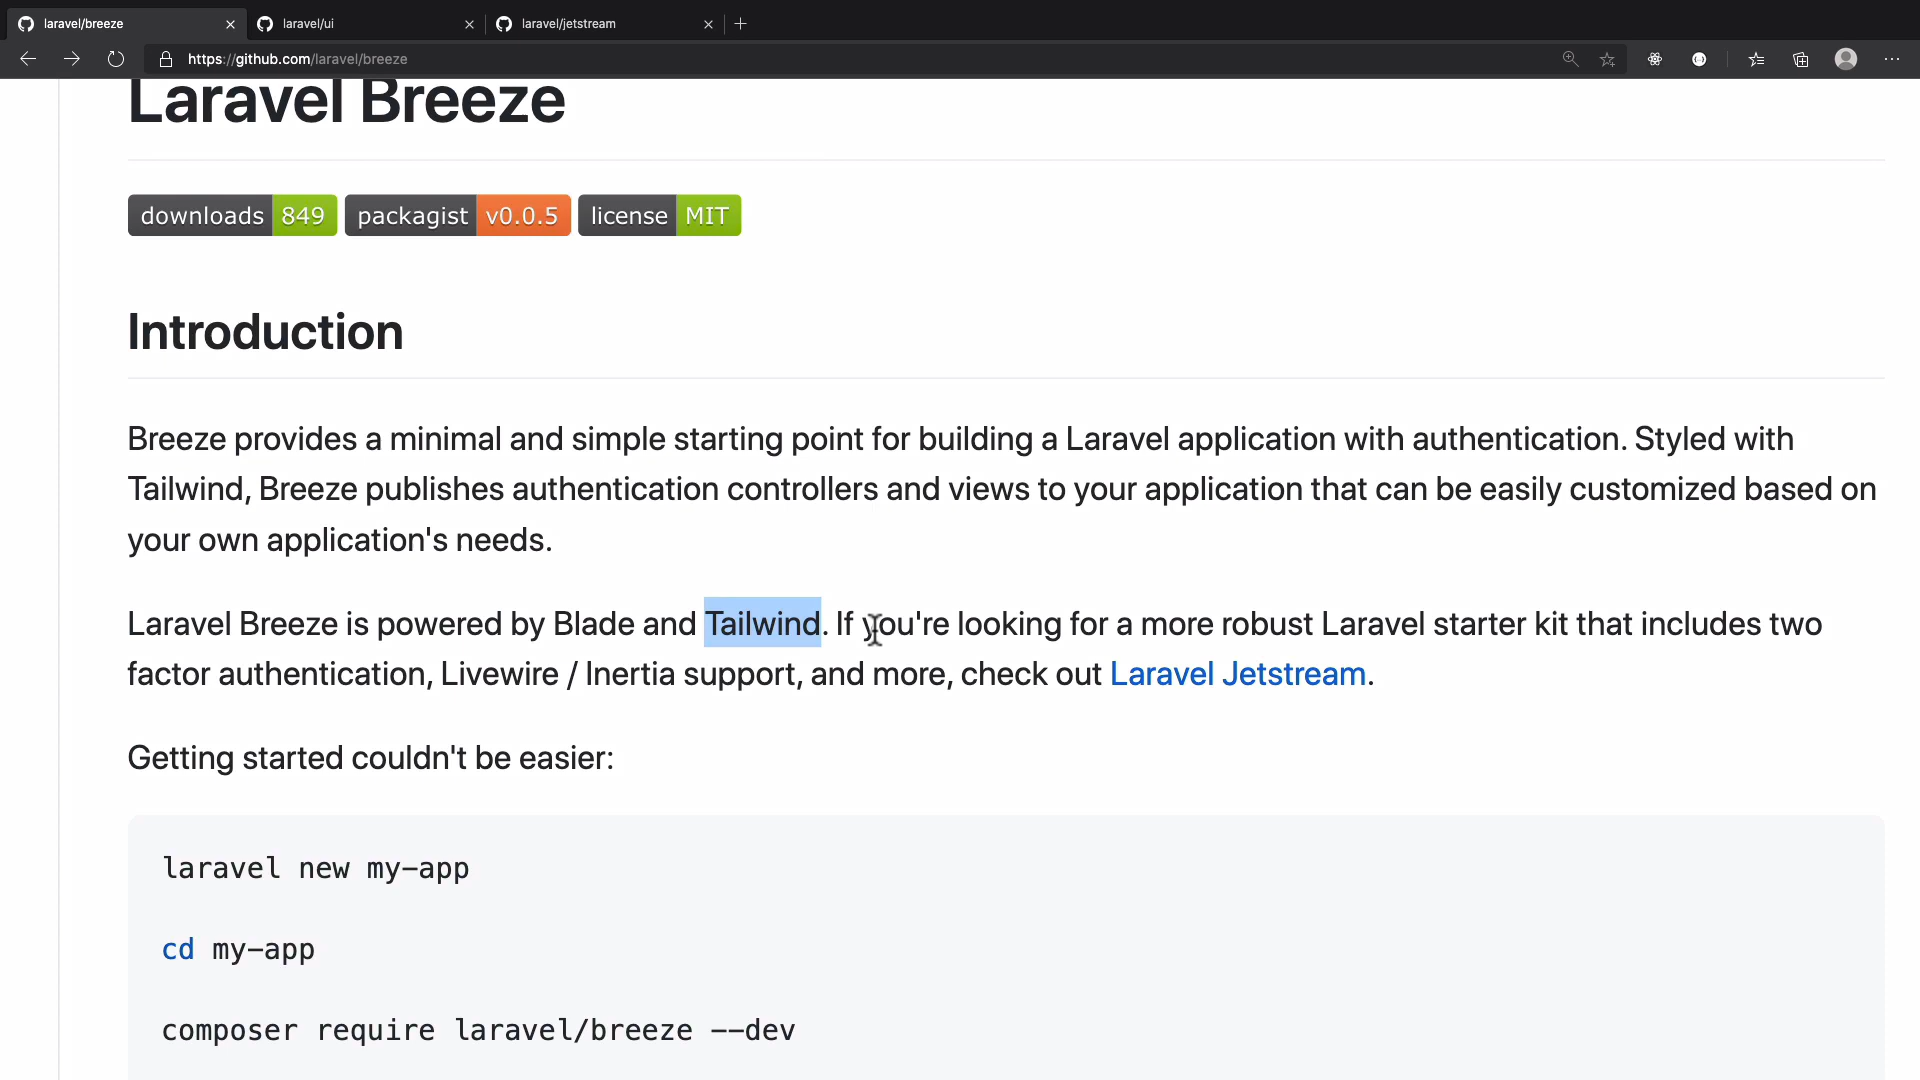 laravel/breeze
laravel/ui
laravel/jetstream
https://github.com/laravel/breeze
Laravel Breeze
downloads 849 packagist v0.0.5 license MIT
Introduction
Breeze provides a minimal and simple starting point for building a Laravel application with authentication. Styled with
Tailwind, Breeze publishes authentication controllers and views to your application that can be easily customized based on
your own application's needs.
Laravel Breeze is powered by Blade and Tailwind. If you're looking for a more robust Laravel starter kit that includes two
factor authentication, Livewire / Inertia support, and more, check out Laravel Jetstream.
Getting started couldn't be easier:
laravel new my-app
cd my-app
composer require laravel/breeze --dev